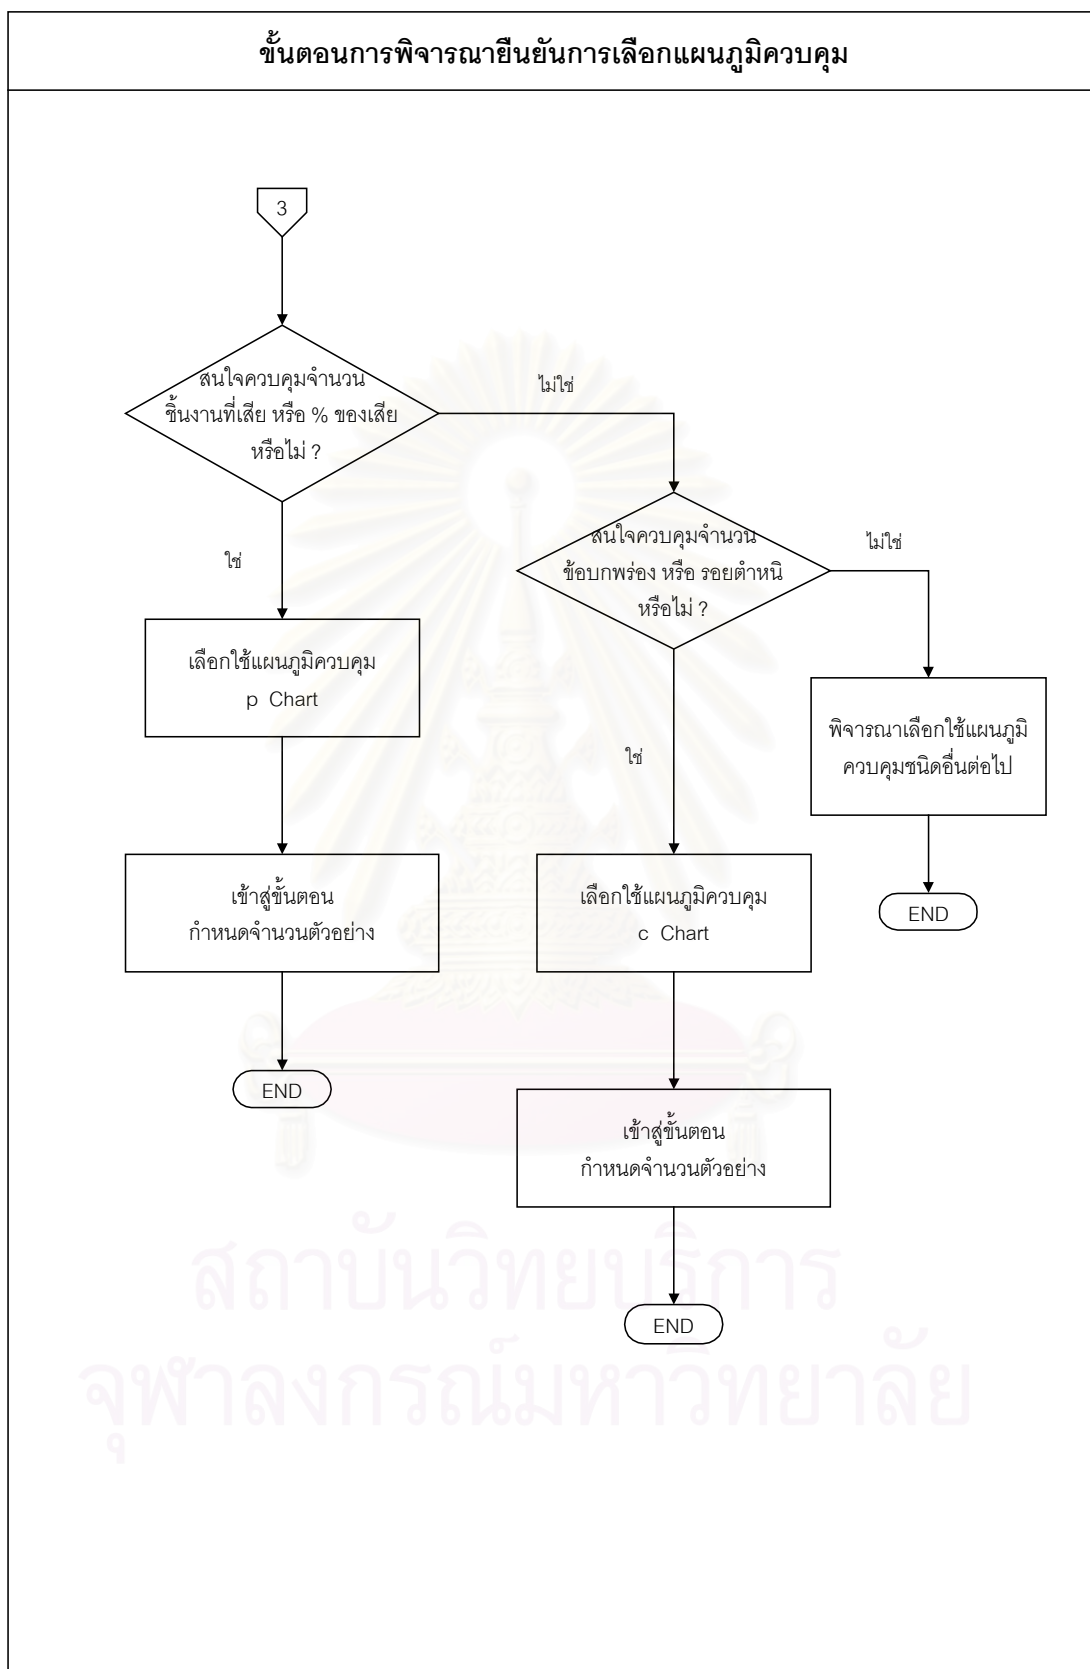 ขั้นตอนการพิจารณายืนยันการเลือกแผนภูมิควบคุม
3
สนใจควบคุมจำนวน
ชิ้นงานที่เสีย หรือ % ของเสีย
หรือไม่ ?
ไม่ใช่
ใช่
สนใจควบคุมจำนวน
ข้อบกพร่อง หรือ รอยตำหนิ
หรือไม่ ?
ไม่ใช่
เลือกใช้แผนภูมิควบคุม
p Chart
พิจารณาเลือกใช้แผนภูมิ
ควบคุมชนิดอื่นต่อไป
ใช่
เข้าสู่ขั้นตอน
กำหนดจำนวนตัวอย่าง
เลือกใช้แผนภูมิควบคุม
c Chart
END
END
เข้าสู่ขั้นตอน
กำหนดจำนวนตัวอย่าง
END
สถาบันวิทยบริการ
จุฬาลงกรณ์มหาวิทยาลัย